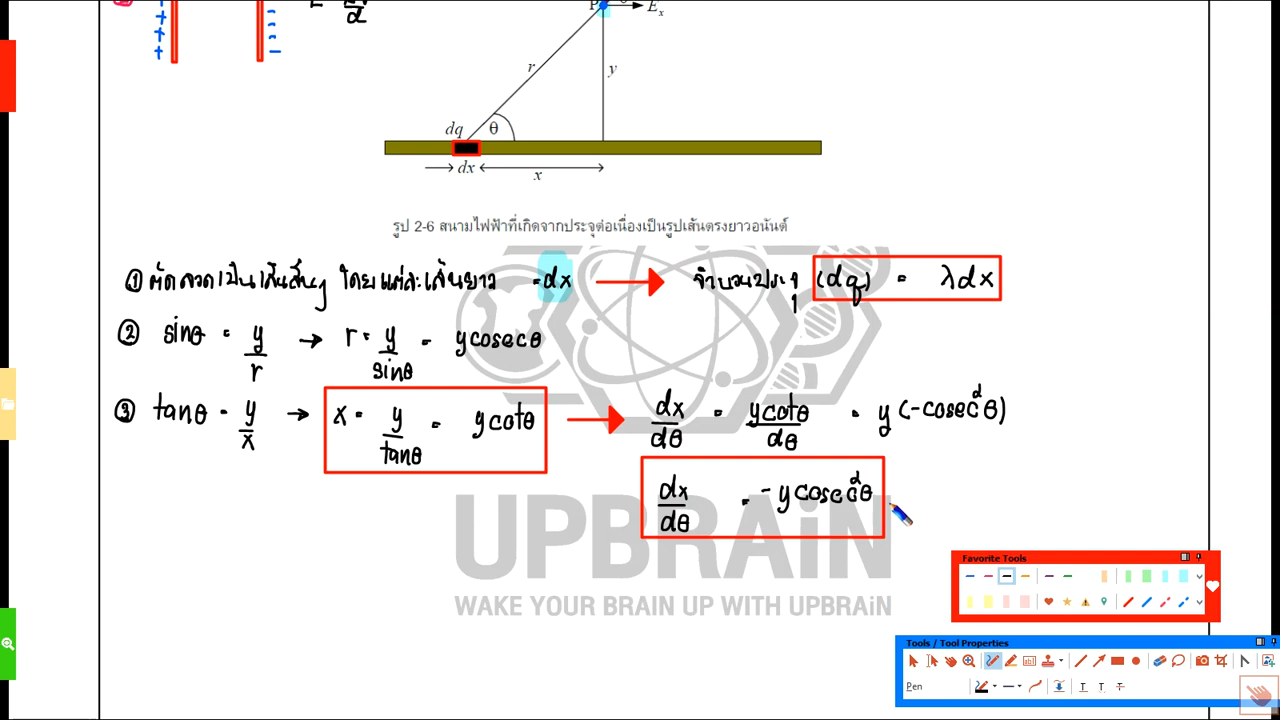 P
E_x
r
y
dq
θ
dx
x
รูป 2-6 สนามไฟฟ้าที่เกิดจากประจุต่อเนื่องเป็นรูปเส้นตรงยาวอนันต์
① ตัดลวดเป็นเส้นสั้นๆ โดยแต่ละเส้นยาว = dx → จำนวนประจุ (dq) = λdx
② sinθ = y/r → r = y/sinθ = y cosecθ
③ tanθ = y/x → x = y/tanθ = y cotθ → dx/dθ = y cotθ/dθ = y(-cosec²θ)
dx/dθ = -y cosec²θ
UPBRAiN
WAKE YOUR BRAIN UP WITH UPBRAiN
Favorite Tools
Tools / Tool Properties
Pen